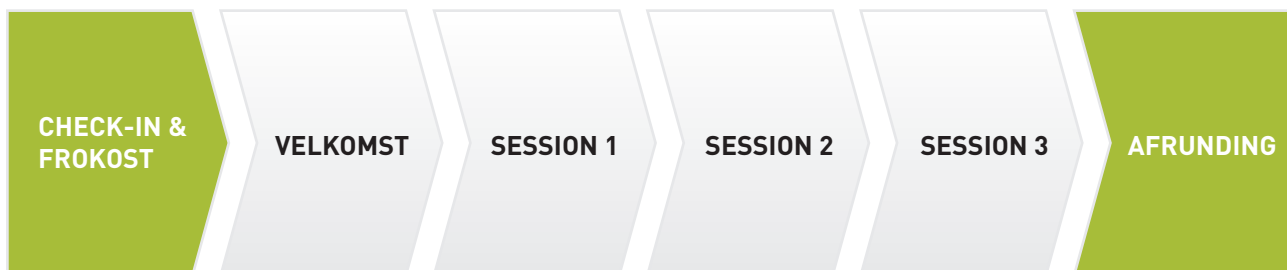 CHECK-IN &
FROKOST
VELKOMST
SESSION 1
SESSION 2
SESSION 3
AFRUNDING